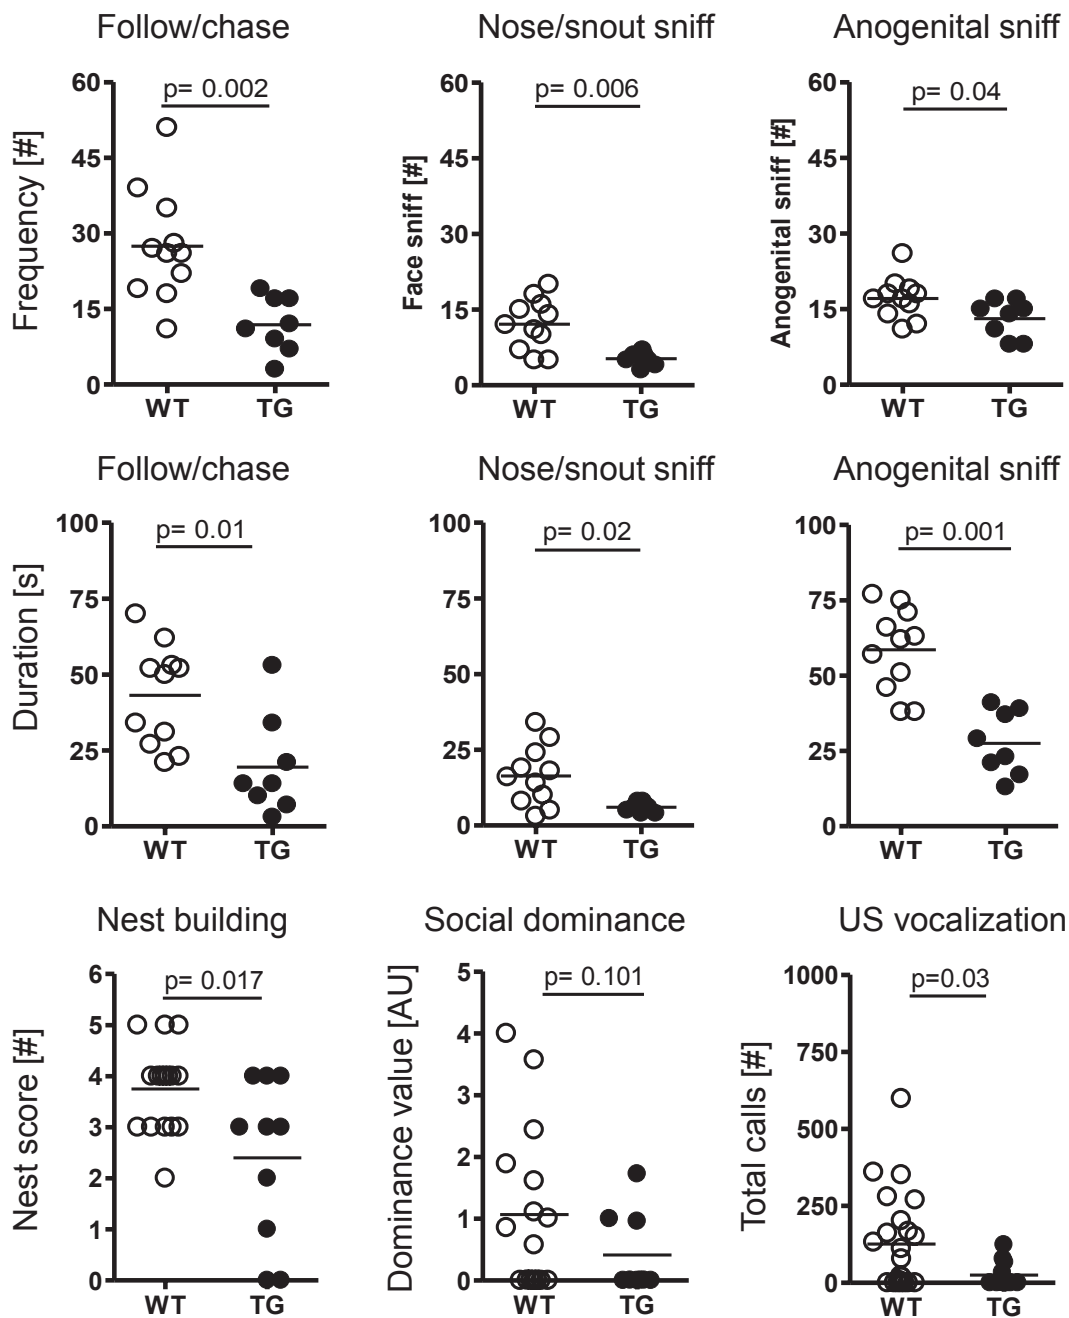 Follow/chase
Nose/snout sniff
Anogenital sniff
Frequency [#]
60
45
30
15
0
p= 0.002
WT
TG
Face sniff [#]
60
45
30
15
0
p= 0.006
WT
TG
Anogenital sniff [#]
60
45
30
15
0
p= 0.04
WT
TG
Follow/chase
Nose/snout sniff
Anogenital sniff
Duration [s]
100
75
50
25
0
p= 0.01
WT
TG
100
75
50
25
0
p= 0.02
WT
TG
100
75
50
25
0
p= 0.001
WT
TG
Nest building
Social dominance
US vocalization
Nest score [#]
6
5
4
3
2
1
0
p= 0.017
WT
TG
Dominance value [AU]
5
4
3
2
1
0
p= 0.101
WT
TG
Total calls [#]
1000
750
500
250
0
p=0.03
WT
TG